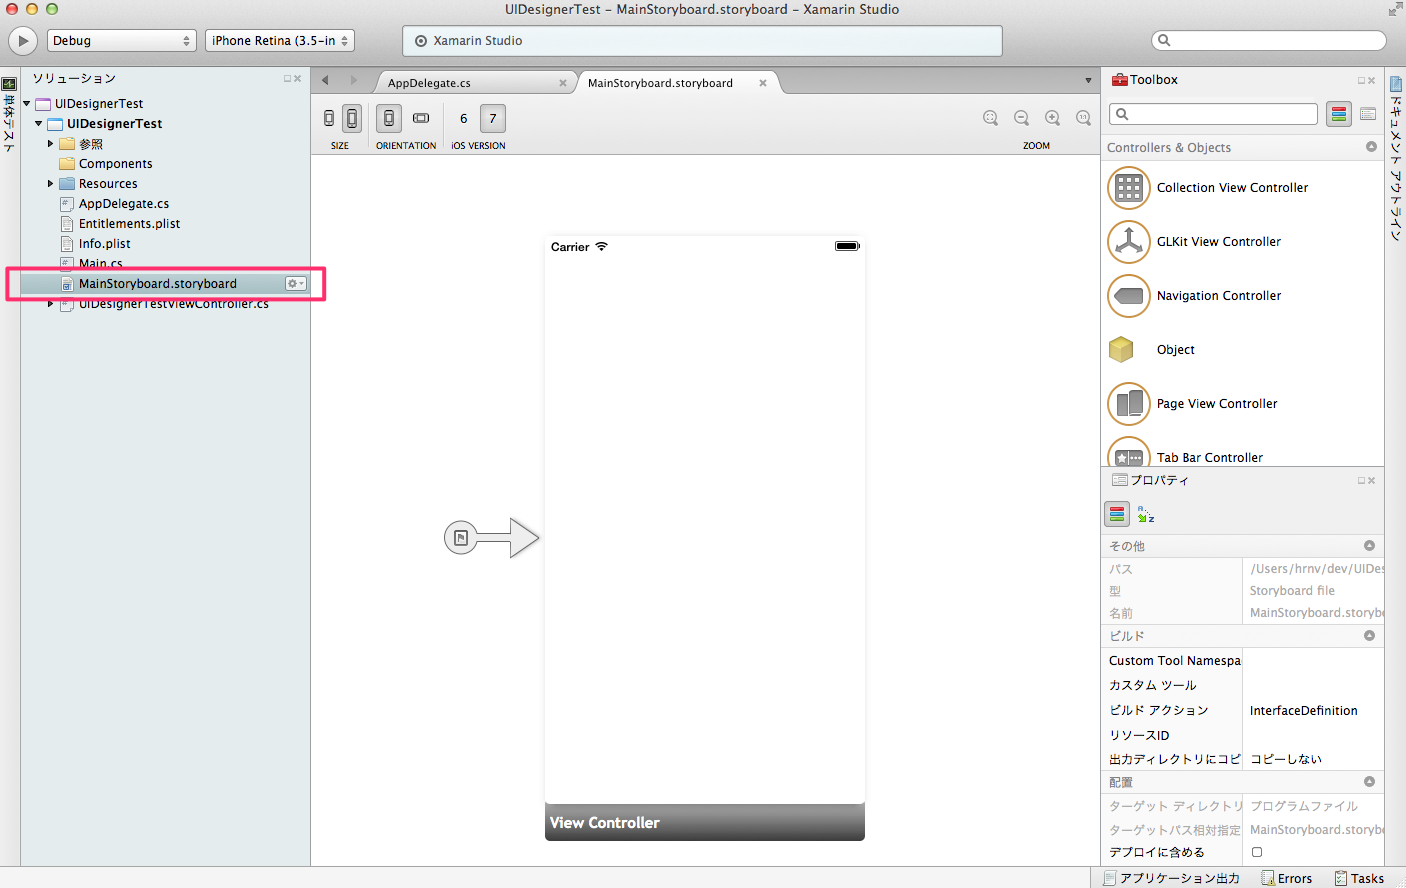 UIDesignerTest – MainStoryboard.storyboard – Xamarin Studio
Debug
iPhone Retina (3.5-in
Xamarin Studio
単体テスト
ソリューション
UIDesignerTest
UIDesignerTest
参照
Components
Resources
AppDelegate.cs
Entitlements.plist
Info.plist
Main.cs
MainStoryboard.storyboard
UIDesignerTestViewController.cs
AppDelegate.cs
MainStoryboard.storyboard
6
7
SIZE
ORIENTATION
iOS VERSION
1:1
ZOOM
Carrier
View Controller
Toolbox
Controllers & Objects
Collection View Controller
GLKit View Controller
Navigation Controller
Object
Page View Controller
Tab Bar Controller
プロパティ
その他
パス /Users/hrnv/dev/UIDes
型 Storyboard file
名前 MainStoryboard.storyb
ビルド
Custom Tool Namespa
カスタム ツール
ビルド アクション InterfaceDefinition
リソースID
出力ディレクトリにコピ コピーしない
配置
ターゲット ディレクトリ プログラムファイル
ターゲットパス相対指定 MainStoryboard.storyb
デプロイに含める
ドキュメント アウトライン
アプリケーション出力
Errors
Tasks